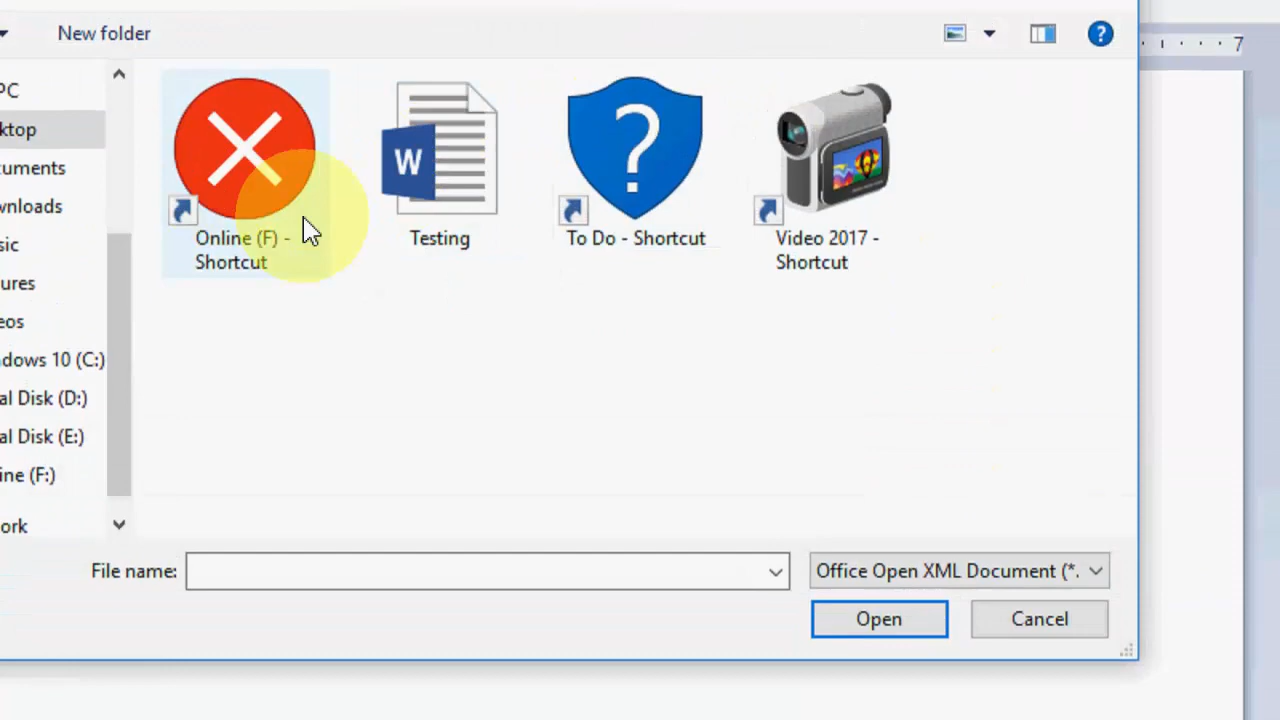 New folder
?
7
PC
ktop
cuments
wnloads
sic
ures
eos
ndows 10 (C:)
al Disk (D:)
al Disk (E:)
ine (F:)
ork
W
?
Online (F) -
Shortcut
Testing
To Do - Shortcut
Video 2017 -
Shortcut
File name:
Office Open XML Document (*.
Open
Cancel